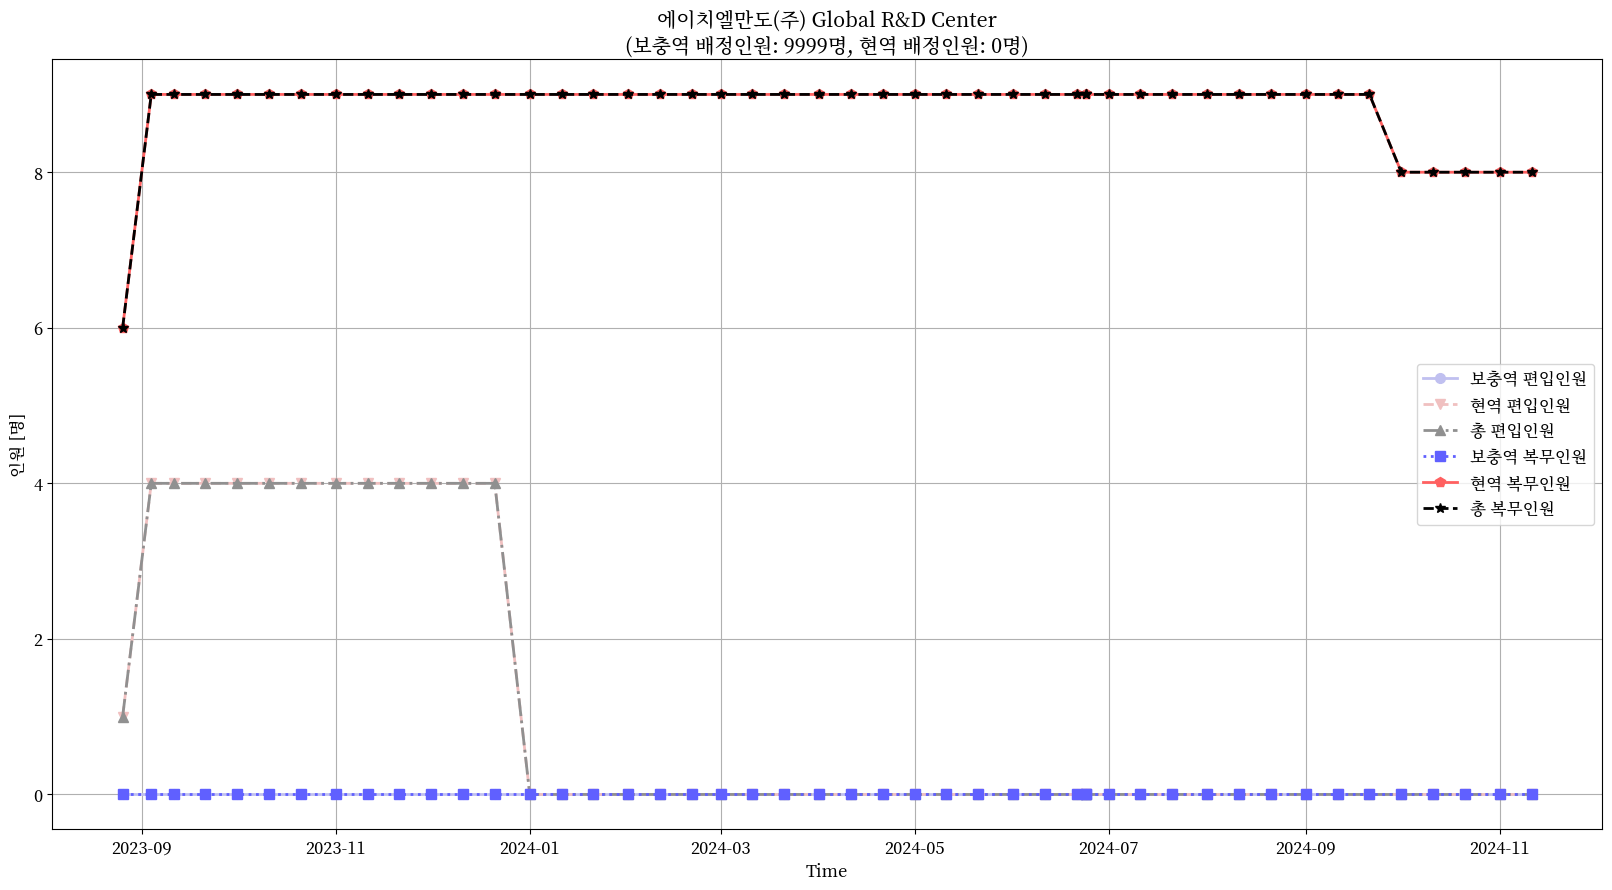 에이치엘만도(주) Global R&D Center
(보충역 배정인원: 9999명, 현역 배정인원: 0명)
인원 [명]
8
6
4
2
0
보충역 편입인원
현역 편입인원
총 편입인원
보충역 복무인원
현역 복무인원
총 복무인원
2023-09
2023-11
2024-01
2024-03
2024-05
2024-07
2024-09
2024-11
Time